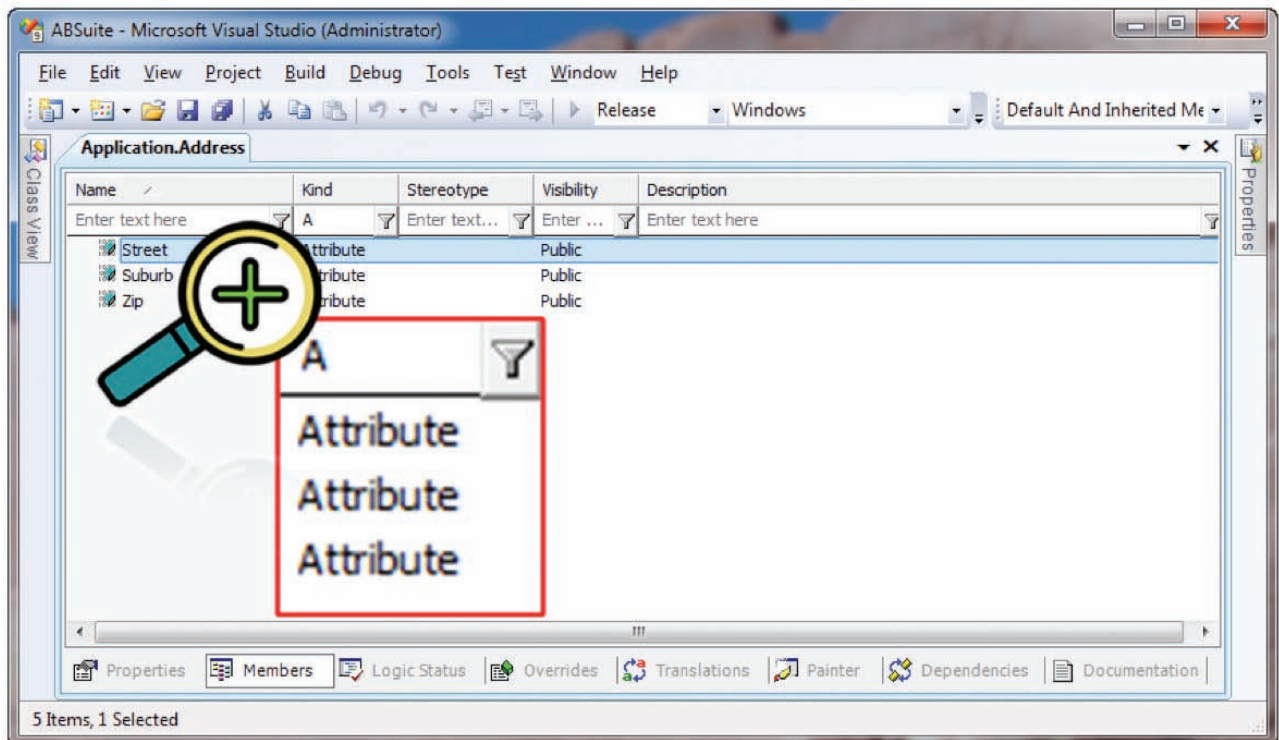 ABSuite - Microsoft Visual Studio (Administrator)
File Edit View Project Build Debug Tools Test Window Help
Release Windows Default And Inherited Me
Application.Address
Class View
Properties
Name Kind Stereotype Visibility Description
Enter text here A Enter text... Enter ... Enter text here
Street Attribute Public
Suburb tribute Public
Zip tribute Public
A
Attribute
Attribute
Attribute
Properties Members Logic Status Overrides Translations Painter Dependencies Documentation
5 Items, 1 Selected